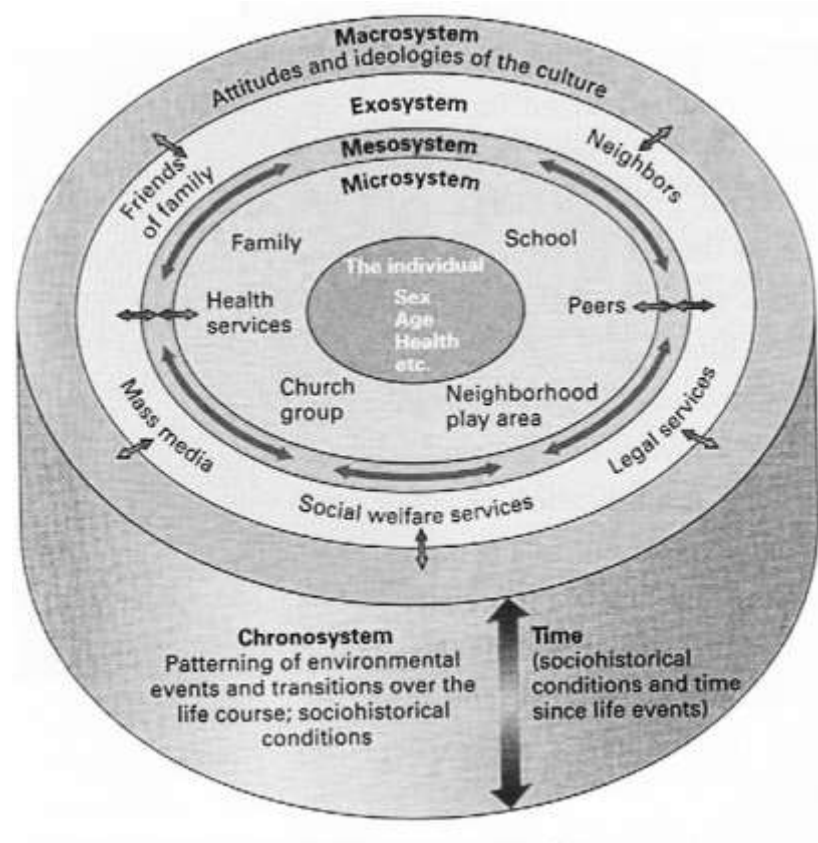 Macrosystem
Attitudes and ideologies of the culture
Exosystem
Mesosystem
Microsystem
Friends
of family
Neighbors
Family
School
The individual
Sex
Age
Health
etc.
Health
services
Peers
Church
group
Neighborhood
play area
Mass media
Legal services
Social welfare services
Chronosystem
Patterning of environmental
events and transitions over the
life course; sociohistorical
conditions
Time
(sociohistorical
conditions and time
since life events)